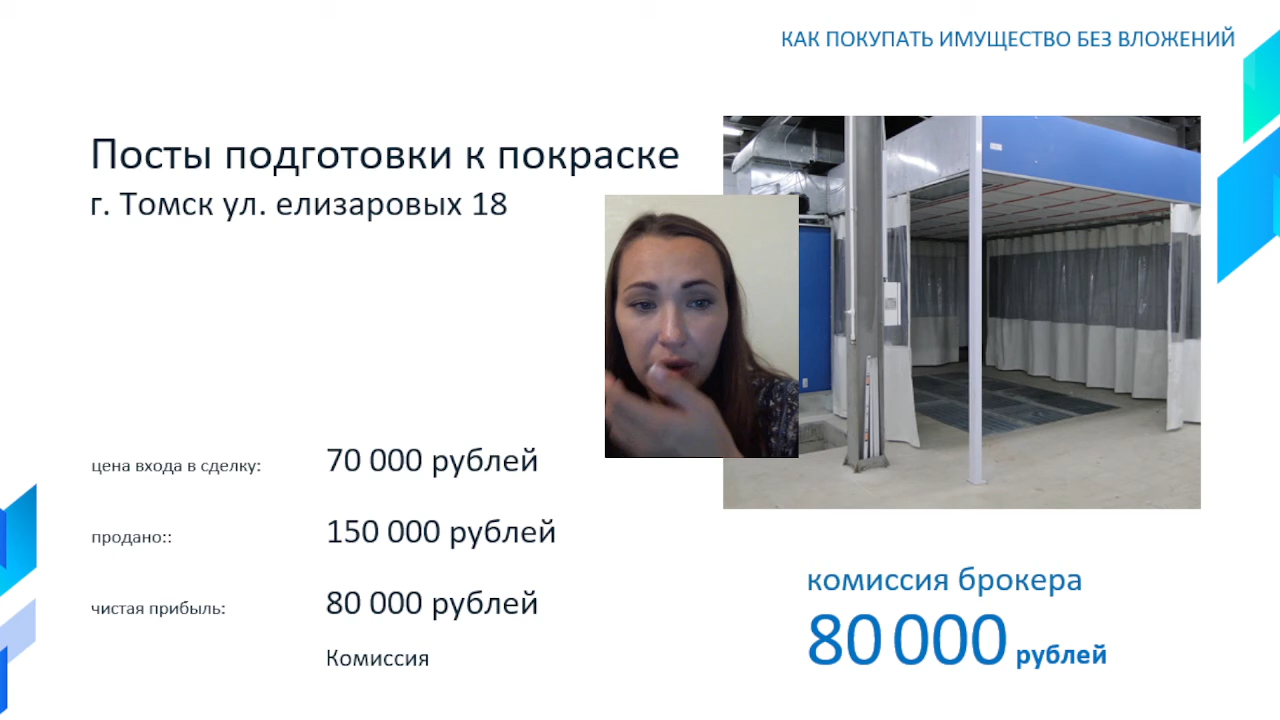 КАК ПОКУПАТЬ ИМУЩЕСТВО БЕЗ ВЛОЖЕНИЙ
Посты подготовки к покраске
г. Томск ул. елизаровых 18
цена входа в сделку: 70 000 рублей
продано:: 150 000 рублей
чистая прибыль: 80 000 рублей
Комиссия
комиссия брокера
80 000 рублей